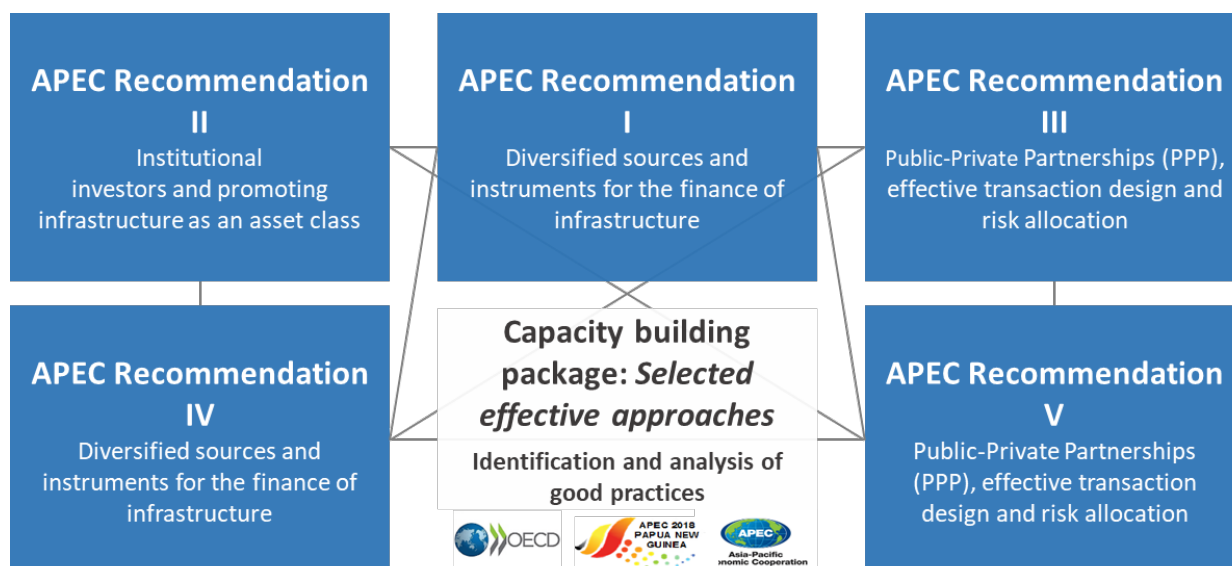 APEC Recommendation
II
Institutional
investors and promoting
infrastructure as an asset class
APEC Recommendation
I
Diversified sources and
instruments for the finance of
infrastructure
APEC Recommendation
III
Public-Private Partnerships (PPP),
effective transaction design and
risk allocation
APEC Recommendation
IV
Diversified sources and
instruments for the finance of
infrastructure
Capacity building
package: Selected
effective approaches
Identification and analysis of
good practices
OECD
APEC 2018
PAPUA NEW
GUINEA
APEC
Asia-Pacific
onomic Cooperation
APEC Recommendation
V
Public-Private Partnerships
(PPP), effective transaction
design and risk allocation